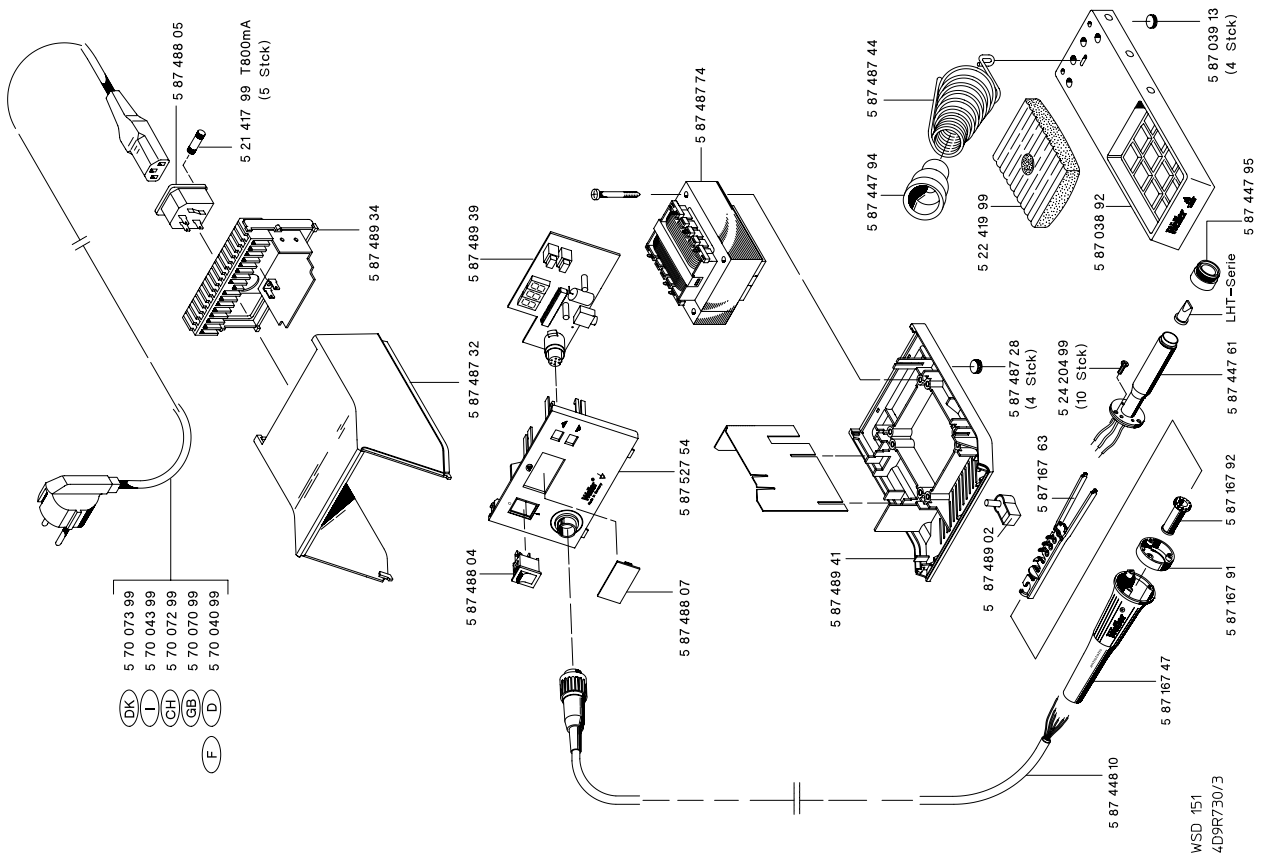 5 87 488 05
5 21 417 99 T800mA
(5 Stck)
5 87 489 34
5 87 487 32
DK 5 70 073 99
I 5 70 043 99
CH 5 70 072 99
GB 5 70 070 99
F D 5 70 040 99
5 87 489 39
5 87 487 74
5 87 527 54
5 87 488 04
5 87 488 07
Weller
5 87 487 44
5 87 447 94
5 22 419 99
5 87 038 92
5 87 039 13
(4 Stck)
Weller
5 87 447 95
LHT-Serie
5 87 447 61
5 24 204 99
(10 Stck)
5 87 487 28
(4 Stck)
5 87 489 41
5 87 489 02
5 87 167 63
5 87 167 92
5 87 167 91
5 87 167 47
Weller
5 87 448 10
WSD 151
4D9R730/3